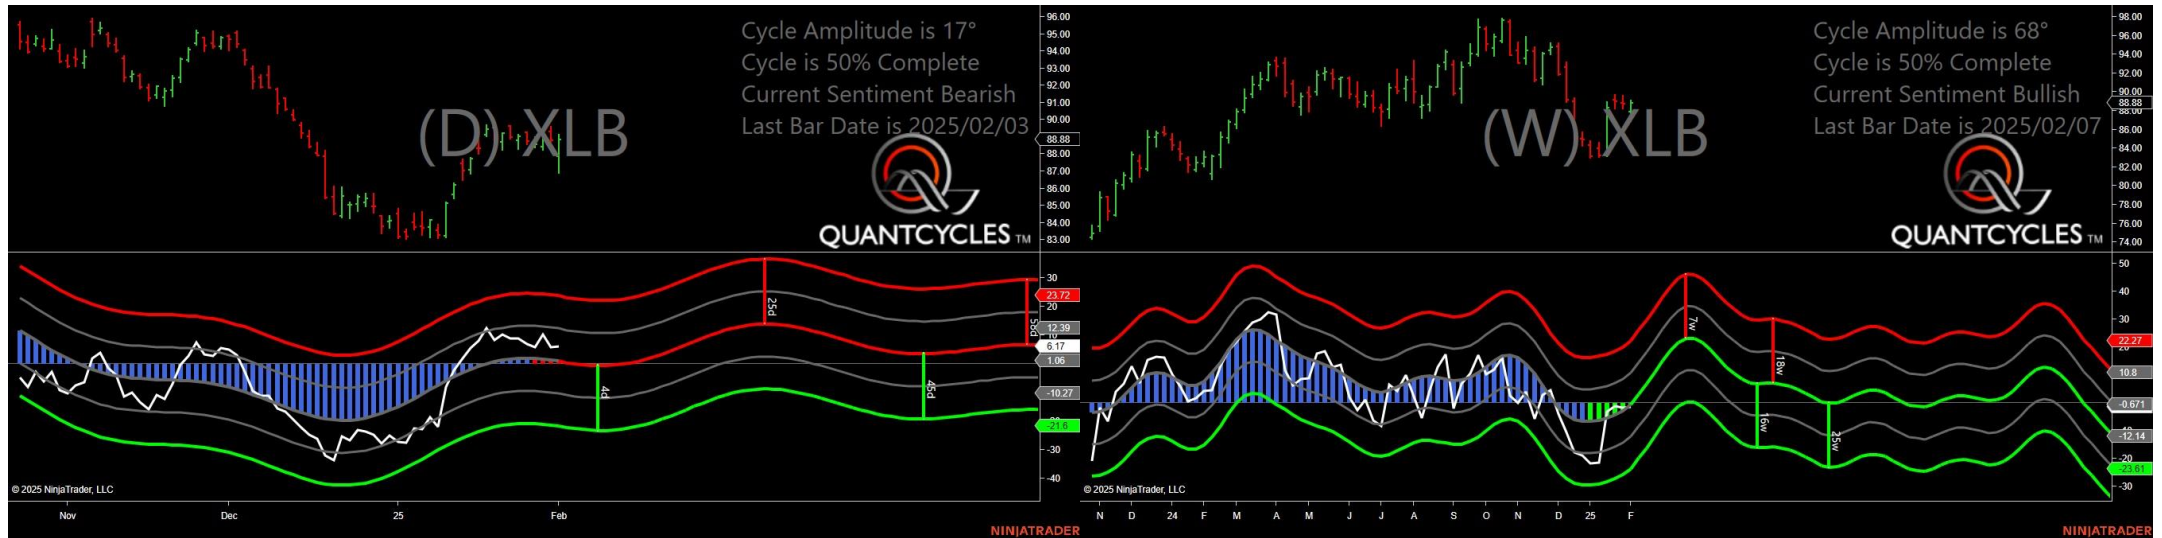 Cycle Amplitude is 17°
Cycle is 50% Complete
Current Sentiment Bearish
Last Bar Date is 2025/02/03
(D) XLB
QUANTCYCLES TM
96.00
95.00
94.00
93.00
92.00
91.00
90.00
88.88
88.00
87.00
86.00
85.00
84.00
83.00
25d
58d
4d
45d
30
23.72
20
12.39
10
6.17
1.06
-10.27
-21.6
-30
-40
© 2025 NinjaTrader, LLC
Nov
Dec
25
Feb
NINJATRADER
Cycle Amplitude is 68°
Cycle is 50% Complete
Current Sentiment Bullish
Last Bar Date is 2025/02/07
(W) XLB
QUANTCYCLES TM
98.00
96.00
94.00
92.00
90.00
88.88
88.00
86.00
84.00
82.00
80.00
78.00
76.00
74.00
7w
18w
16w
25w
50
40
30
22.27
20
10.8
-0.671
-12.14
-20
-23.61
-30
© 2025 NinjaTrader, LLC
N
D
24
F
M
A
M
J
J
A
S
O
N
D
25
F
NINJATRADER